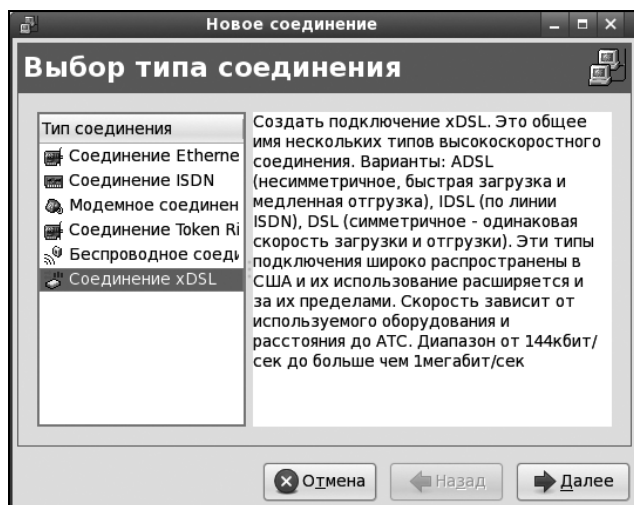 Новое соединение
Выбор типа соединения
Тип соединения
Соединение Etherne
Соединение ISDN
Модемное соединен
Соединение Token Ri
Беспроводное соеди
Соединение xDSL
Создать подключение xDSL. Это общее
имя нескольких типов высокоскоростного
соединения. Варианты: ADSL
(несимметричное, быстрая загрузка и
медленная отгрузка), IDSL (по линии
ISDN), DSL (симметричное - одинаковая
скорость загрузки и отгрузки). Эти типы
подключения широко распространены в
США и их использование расширяется и
за их пределами. Скорость зависит от
используемого оборудования и
расстояния до АТС. Диапазон от 144кбит/
сек до больше чем 1мегабит/сек
Отмена
Назад
Далее